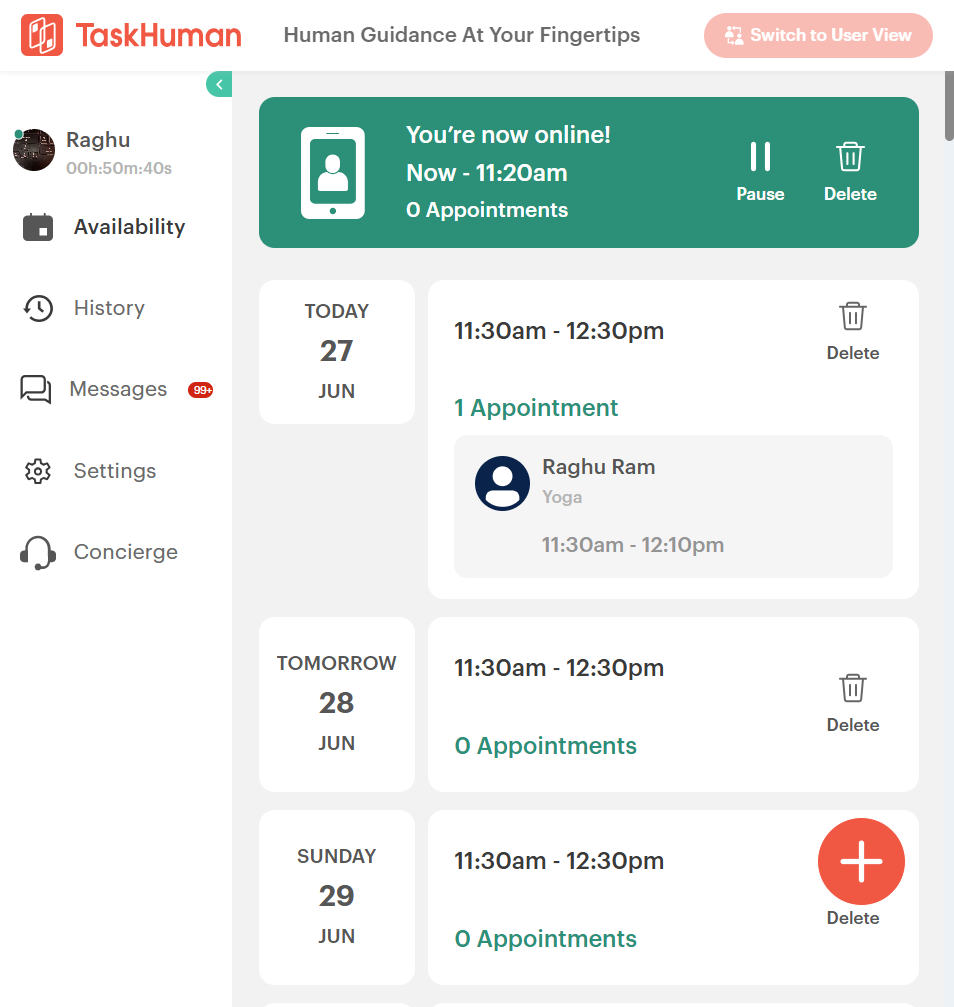 TaskHuman
Human Guidance At Your Fingertips
Switch to User View
Raghu
00h:50m:40s
Availability
History
Messages
99+
Settings
Concierge
You’re now online!
Now - 11:20am
0 Appointments
Pause
Delete
TODAY
27
JUN
11:30am - 12:30pm
Delete
1 Appointment
Raghu Ram
Yoga
11:30am - 12:10pm
TOMORROW
28
JUN
11:30am - 12:30pm
0 Appointments
Delete
SUNDAY
29
JUN
11:30am - 12:30pm
0 Appointments
Delete